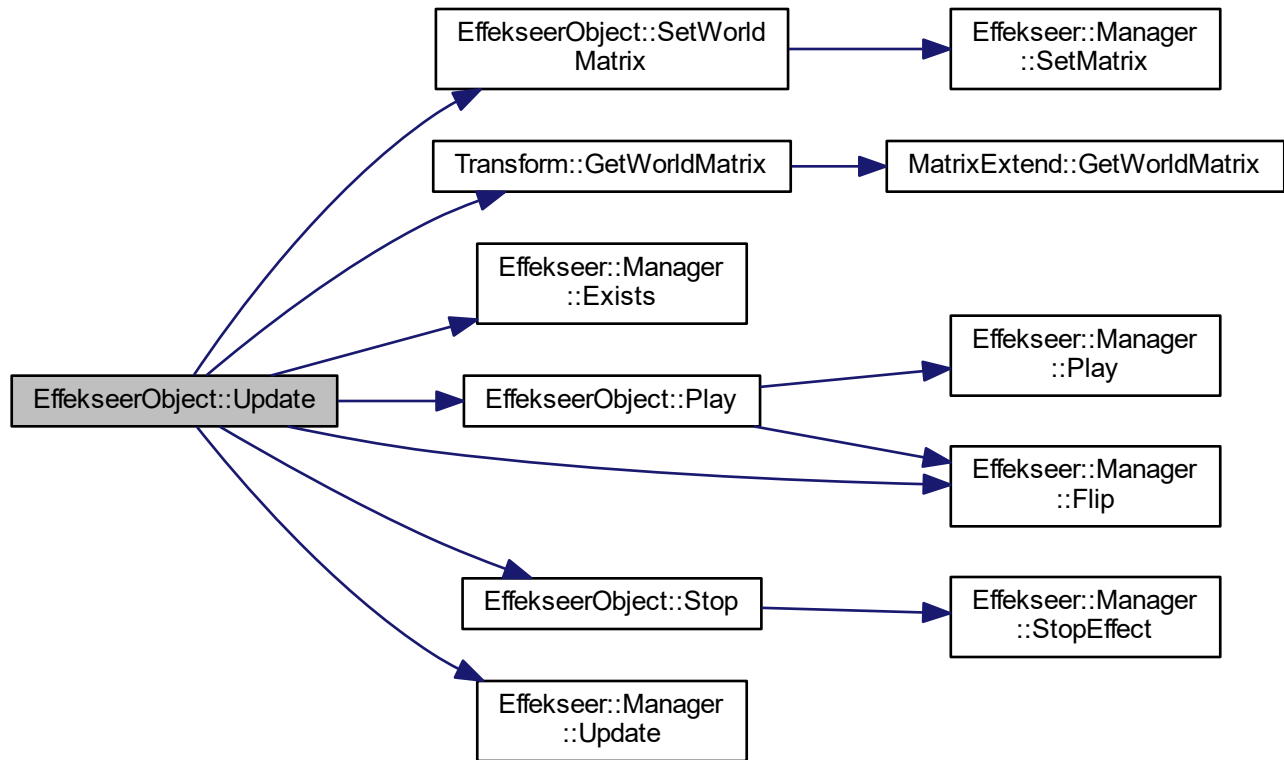 EffekseerObject::Update
EffekseerObject::SetWorld
Matrix
Effekseer::Manager
::SetMatrix
Transform::GetWorldMatrix
MatrixExtend::GetWorldMatrix
Effekseer::Manager
::Exists
EffekseerObject::Play
Effekseer::Manager
::Play
Effekseer::Manager
::Flip
EffekseerObject::Stop
Effekseer::Manager
::StopEffect
Effekseer::Manager
::Update